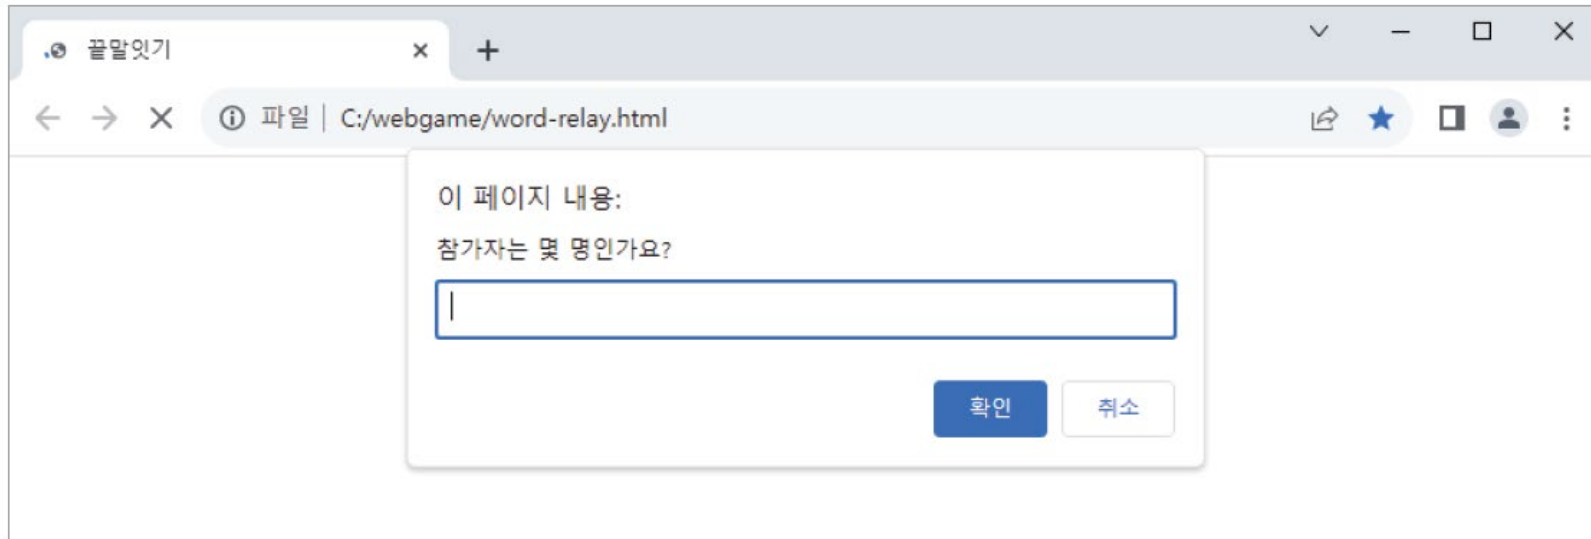 끝말잇기
파일 | C:/webgame/word-relay.html
이 페이지 내용:
참가자는 몇 명인가요?
확인 취소